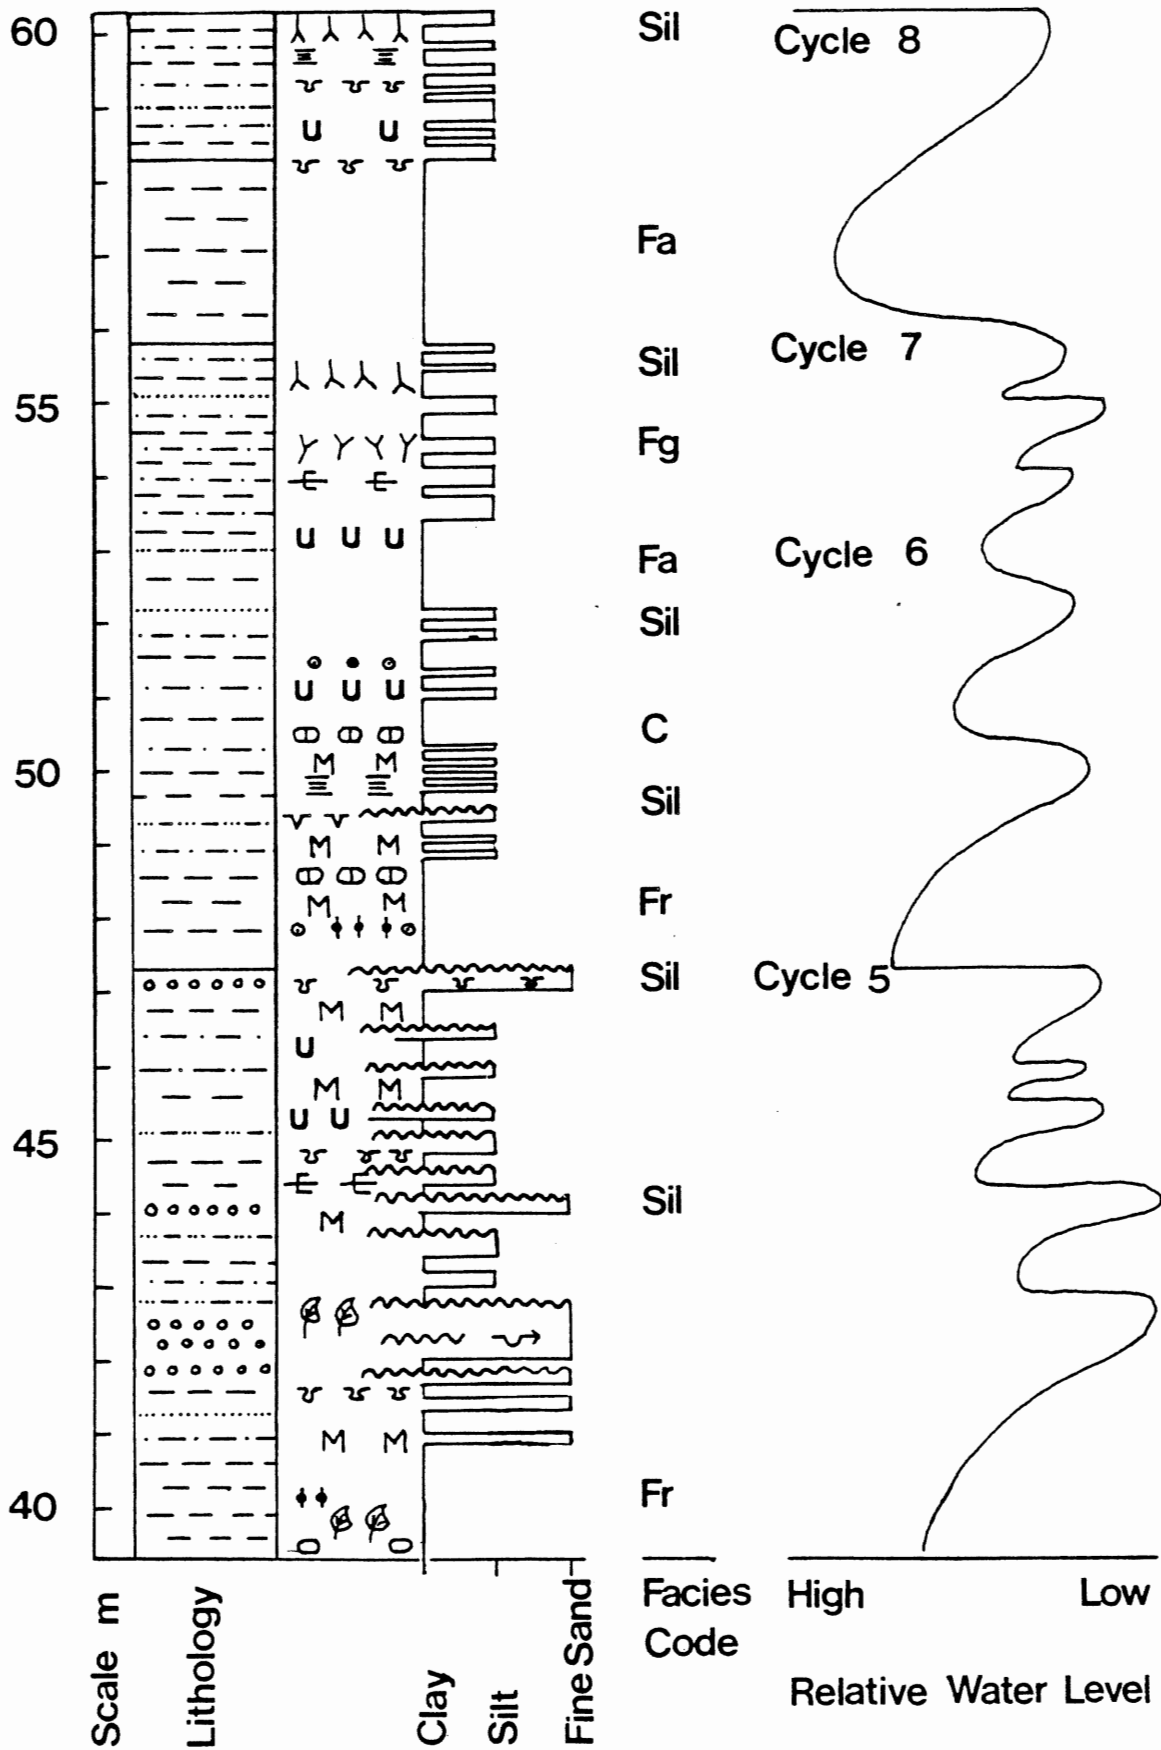 60
Sil
Cycle 8
Fa
Cycle 7
Sil
55
Fg
Cycle 6
Fa
Sil
C
50
Sil
Fr
Cycle 5
Sil
45
Sil
40
Fr
Scale m
Lithology
Clay
Silt
Fine Sand
Facies
Code
High
Low
Relative Water Level